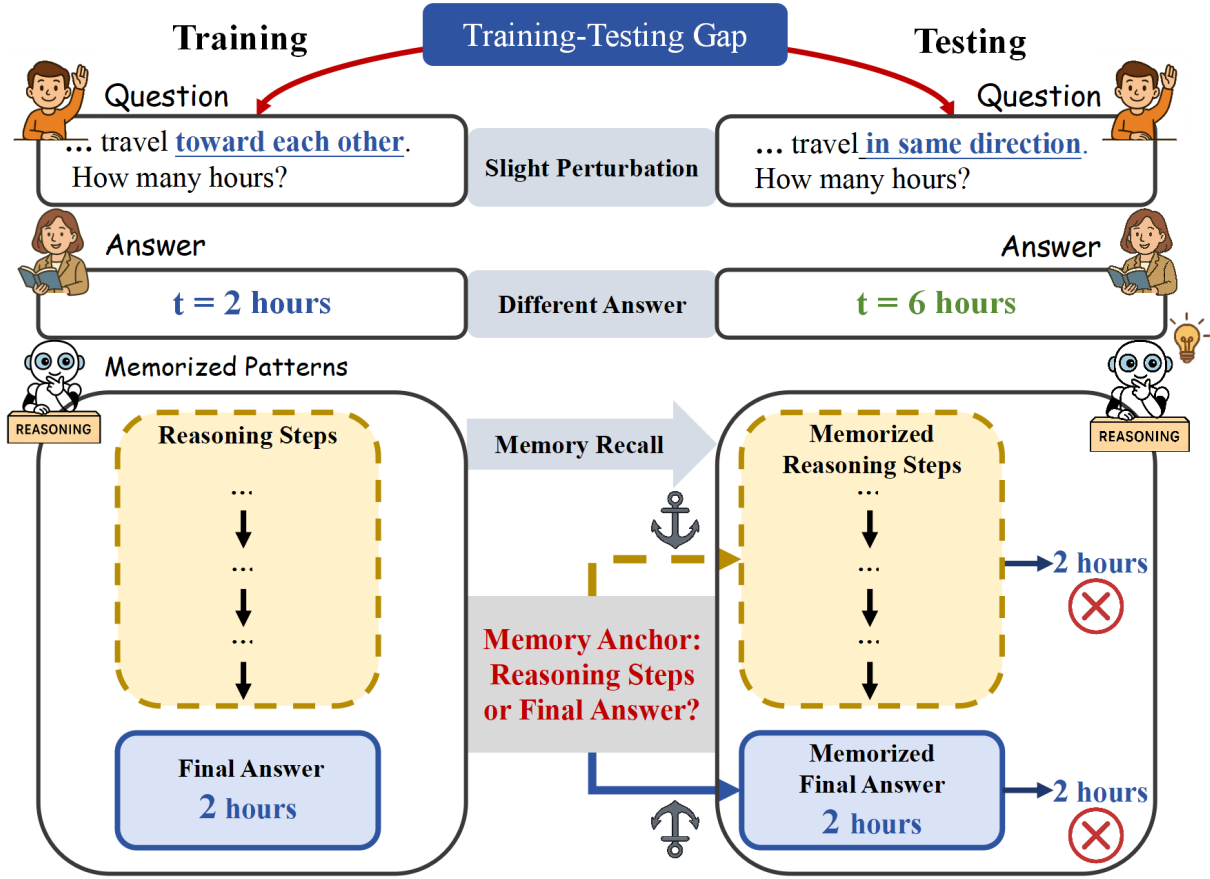 Training
Training-Testing Gap
Testing
Question
Question
... travel toward each other.
How many hours?
Slight Perturbation
... travel in same direction.
How many hours?
Answer
Answer
t = 2 hours
Different Answer
t = 6 hours
Memorized Patterns
REASONING
REASONING
Reasoning Steps
...
...
...
Final Answer
2 hours
Memory Recall
Memory Anchor:
Reasoning Steps
or Final Answer?
Memorized
Reasoning Steps
...
...
...
2 hours
Memorized
Final Answer
2 hours
2 hours